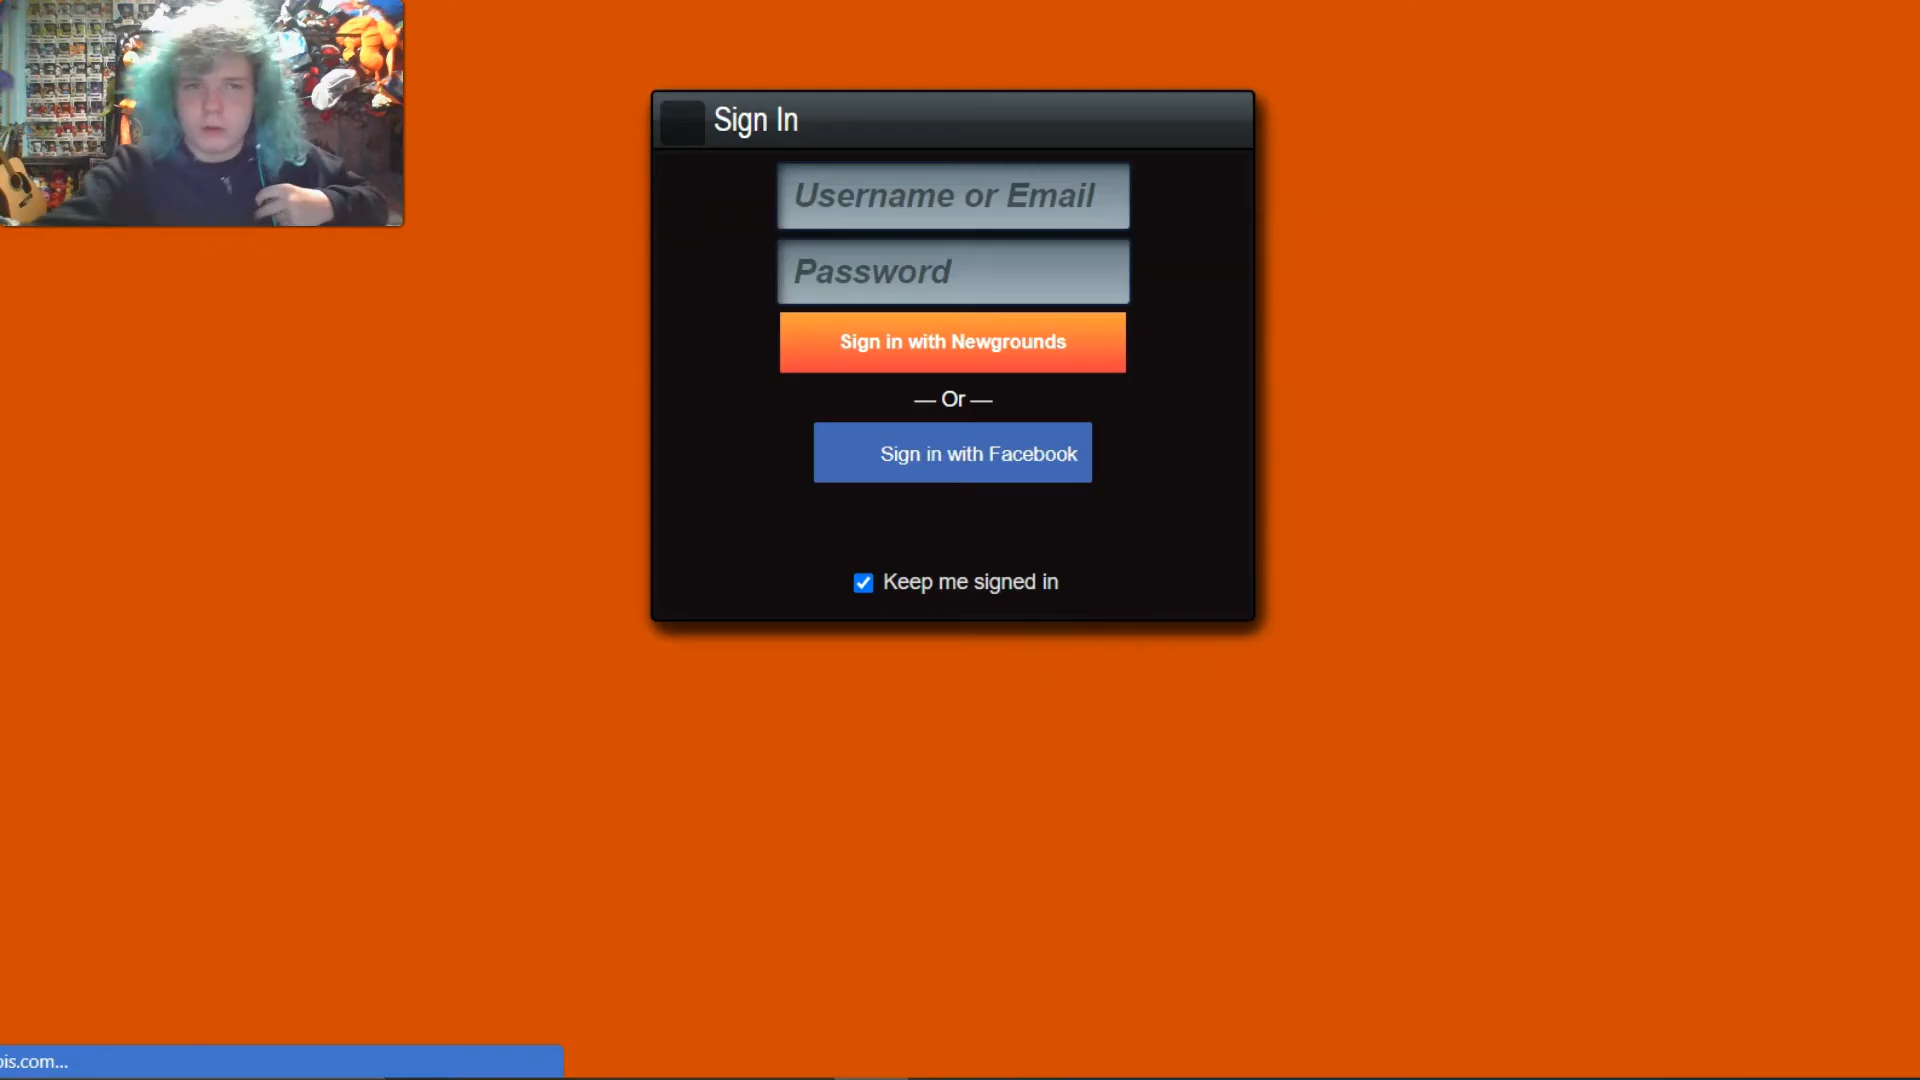 Sign In
Username or Email
Password
Sign in with Newgrounds
— Or —
Sign in with Facebook
Keep me signed in
ois.com...